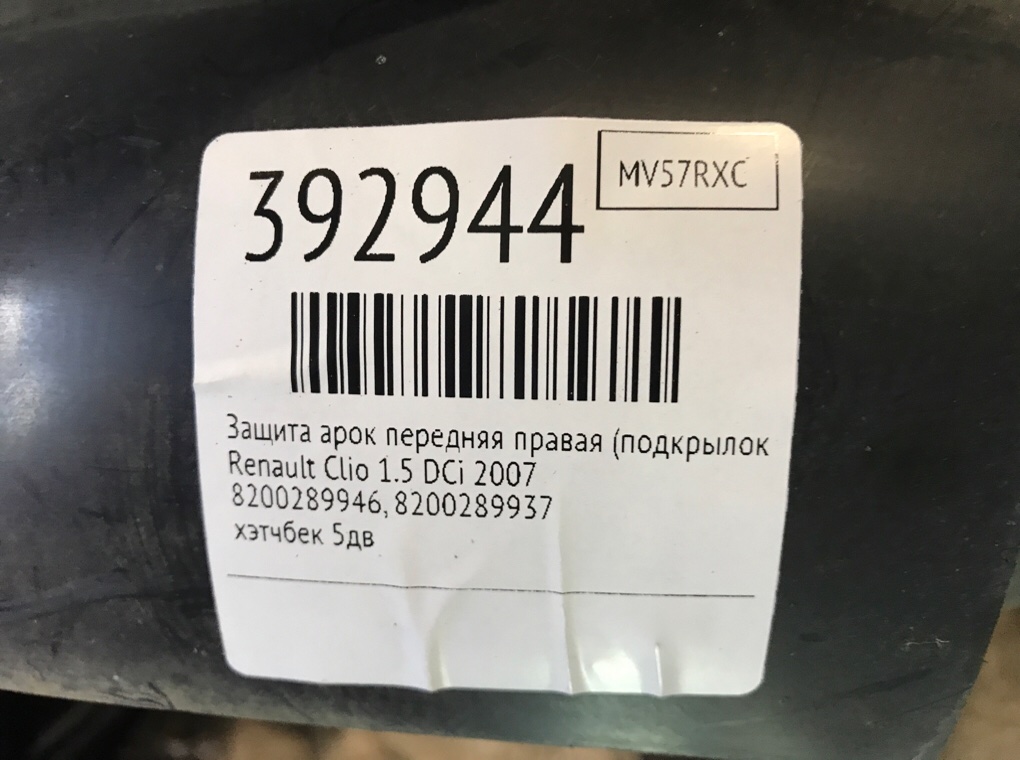 392944
MV57RXC
Защита арок передняя правая (подкрылок
Renault Clio 1.5 DCi 2007
8200289946, 8200289937
хэтчбек 5дв